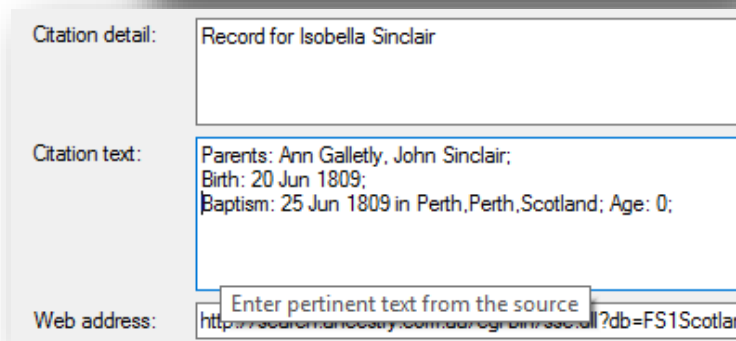 Citation detail:
Record for Isobella Sinclair
Citation text:
Parents: Ann Galletly, John Sinclair;
Birth: 20 Jun 1809;
Baptism: 25 Jun 1809 in Perth,Perth,Scotland; Age: 0;
Enter pertinent text from the source
Web address: